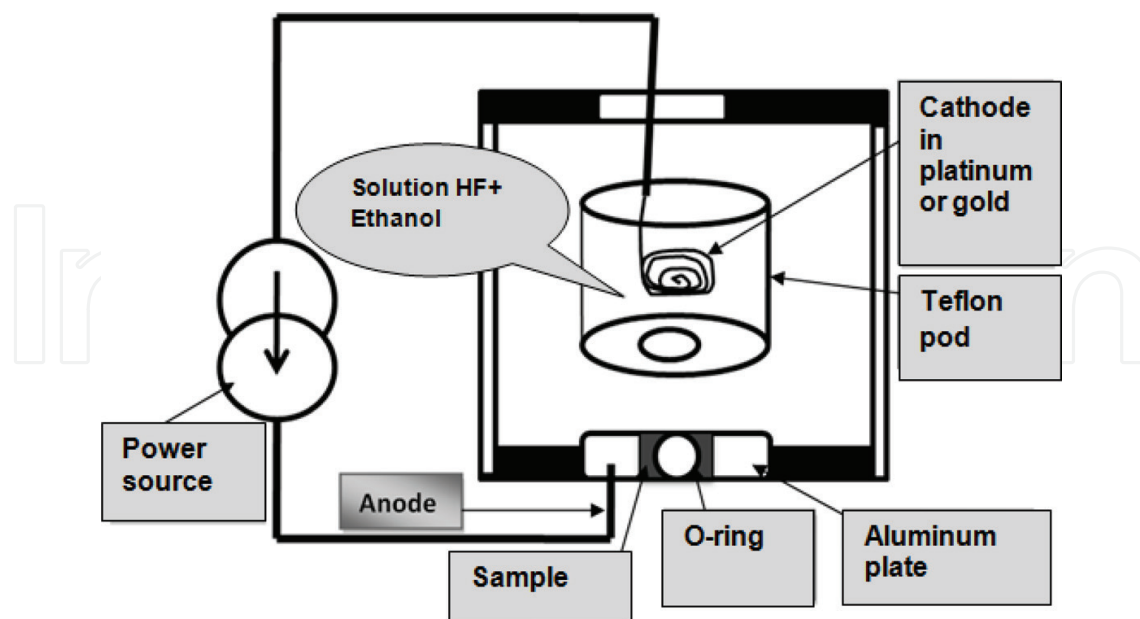 Cathode
in
platinum
or gold
Solution HF+
Ethanol
Teflon
pod
Power
source
Anode
O-ring
Aluminum
plate
Sample